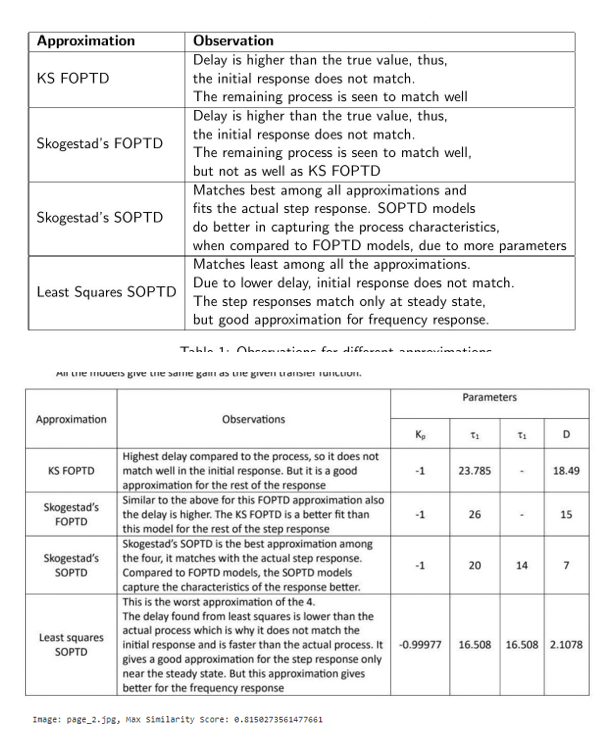 Approximation Observation
KS FOPTD
Delay is higher than the true value, thus,
the initial response does not match.
The remaining process is seen to match well
Skogestad's FOPTD
Delay is higher than the true value, thus,
the initial response does not match.
The remaining process is seen to match well,
but not as well as KS FOPTD
Skogestad's SOPTD
Matches best among all approximations and
fits the actual step response. SOPTD models
do better in capturing the process characteristics,
when compared to FOPTD models, due to more parameters
Least Squares SOPTD
Matches least among all the approximations.
Due to lower delay, initial response does not match.
The step responses match only at steady state,
but good approximation for frequency response.
Table 1: Observations for different approximations
All the models give the same gain as the given transfer function.
Approximation Observations Parameters
Kp τ1 τ1 D
KS FOPTD
Highest delay compared to the process, so it does not
match well in the initial response. But it is a good
approximation for the rest of the response
-1 23.785 - 18.49
Skogestad's
FOPTD
Similar to the above for this FOPTD approximation also
the delay is higher. The KS FOPTD is a better fit than
this model for the rest of the step response
-1 26 - 15
Skogestad's
SOPTD
Skogestad's SOPTD is the best approximation among
the four, it matches with the actual step response.
Compared to FOPTD models, the SOPTD models
capture the characteristics of the response better.
-1 20 14 7
Least squares
SOPTD
This is the worst approximation of the 4.
The delay found from least squares is lower than the
actual process which is why it does not match the
initial response and is faster than the actual process. It
gives a good approximation for the step response only
near the steady state. But this approximation gives
better for the frequency response
-0.99977 16.508 16.508 2.1078
Image: page_2.jpg, Max Similarity Score: 0.8150273561477661